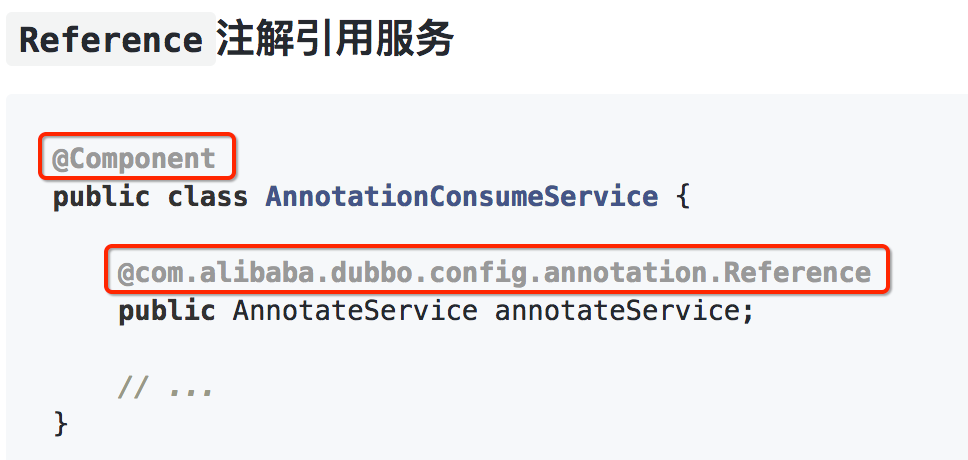 Reference 注解引用服务
@Component
public class AnnotationConsumeService {
@com.alibaba.dubbo.config.annotation.Reference
public AnnotateService annotateService;
// ...
}